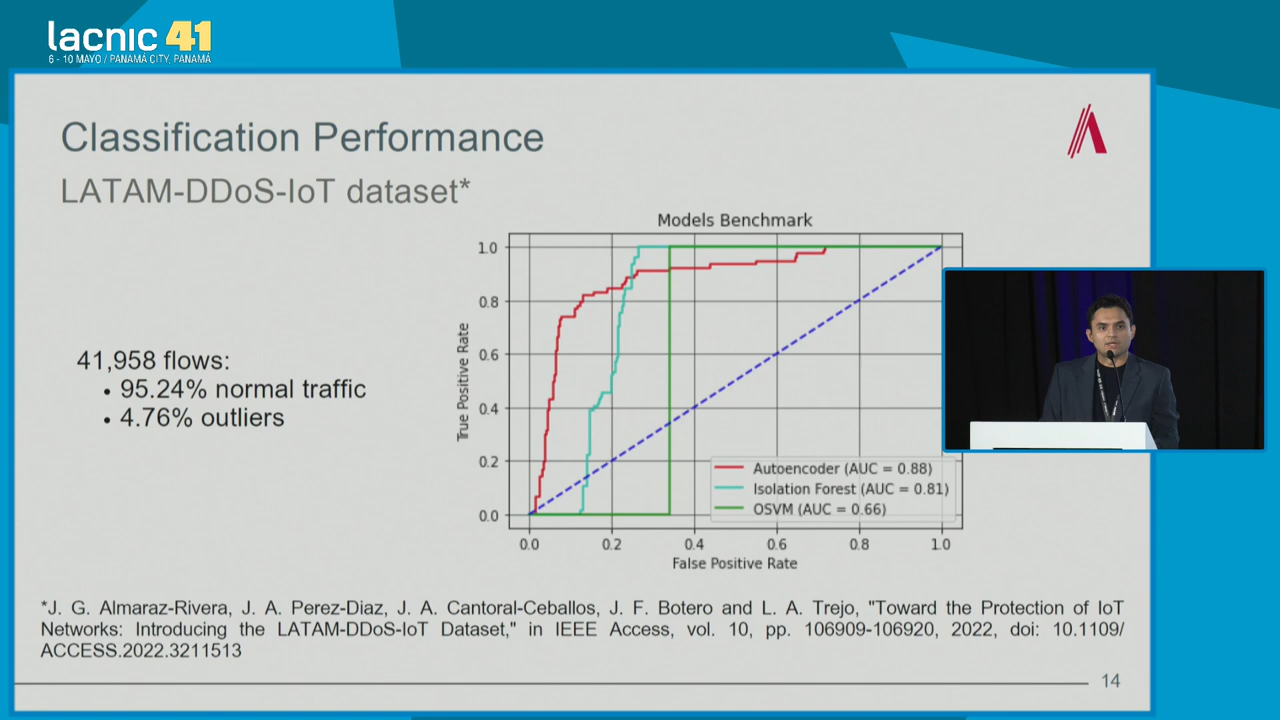 lacnic 41
6 - 10 MAYO / PANAMÁ CITY, PANAMÁ
Classification Performance
LATAM-DDoS-IoT dataset*
41,958 flows:
• 95.24% normal traffic
• 4.76% outliers
Models Benchmark
True Positive Rate
1.0
0.8
0.6
0.4
0.2
0.0
0.0 0.2 0.4 0.6 0.8 1.0
False Positive Rate
Autoencoder (AUC = 0.88)
Isolation Forest (AUC = 0.81)
OSVM (AUC = 0.66)
*J. G. Almaraz-Rivera, J. A. Perez-Diaz, J. A. Cantoral-Ceballos, J. F. Botero and L. A. Trejo, "Toward the Protection of IoT
Networks: Introducing the LATAM-DDoS-IoT Dataset," in IEEE Access, vol. 10, pp. 106909-106920, 2022, doi: 10.1109/
ACCESS.2022.3211513
14